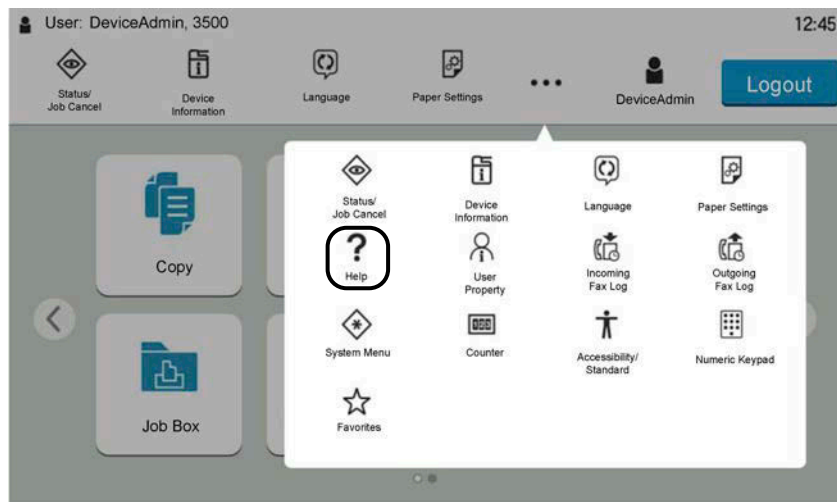 User: DeviceAdmin, 3500
12:45
Status/
Job Cancel
Device
Information
Language
Paper Settings
DeviceAdmin
Logout
Status/
Job Cancel
Device
Information
Language
Paper Settings
Copy
?
Help
User
Property
Incoming
Fax Log
Outgoing
Fax Log
System Menu
Counter
Accessibility/
Standard
Numeric Keypad
Job Box
Favorites